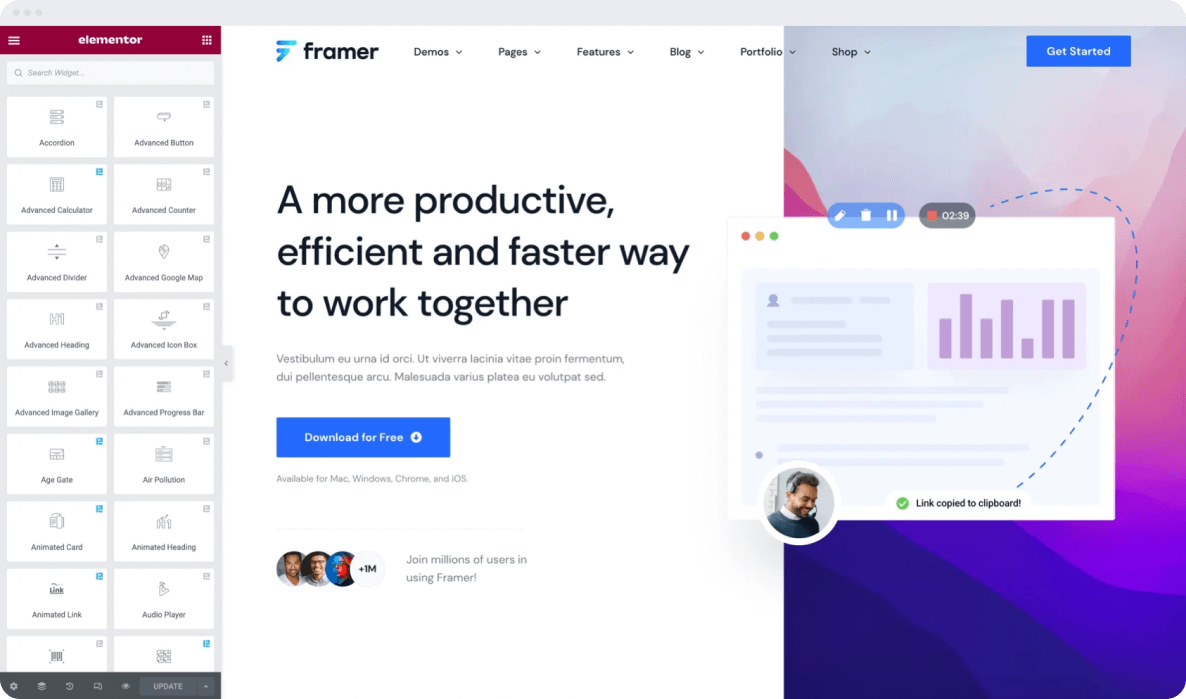 elementor
Search Widget...
Accordion
Advanced Button
Advanced Calculator
Advanced Counter
Advanced Divider
Advanced Google Map
Advanced Heading
Advanced Icon Box
Advanced Image Gallery
Advanced Progress Bar
Age Gate
Air Pollution
Animated Card
Animated Heading
Link
Animated Link
Audio Player
UPDATE
framer
Demos
Pages
Features
Blog
Portfolio
Shop
Get Started
A more productive,
efficient and faster way
to work together
Vestibulum eu urna id orci. Ut viverra lacinia vitae proin fermentum,
dui pellentesque arcu. Malesuada varius platea eu volutpat sed.
Download for Free
Available for Mac, Windows, Chrome, and iOS.
+1M
Join millions of users in
using Framer!
02:39
Link copied to clipboard!